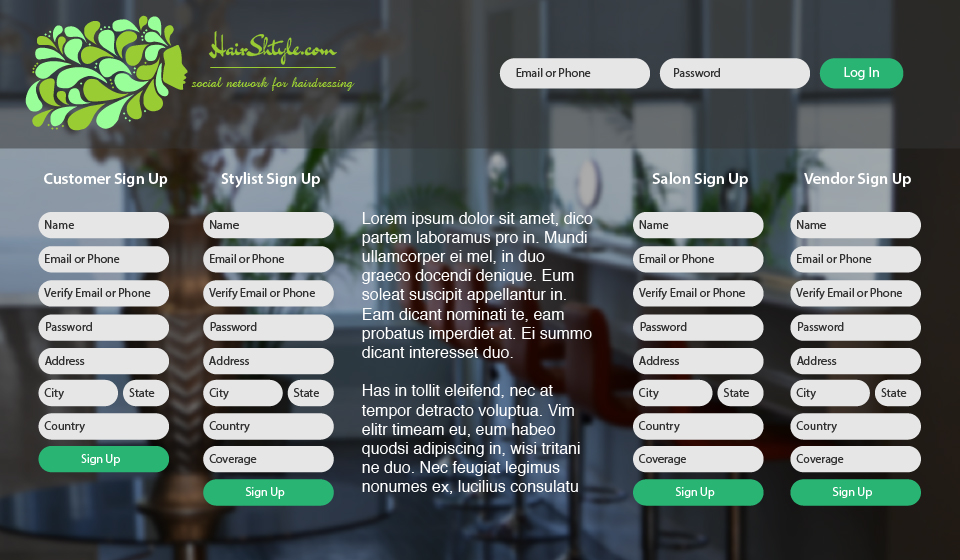 HairShtyle.com
social network for hairdressing
Email or Phone
Password
Log In
Customer Sign Up
Name
Email or Phone
Verify Email or Phone
Password
Address
City
State
Country
Sign Up
Stylist Sign Up
Name
Email or Phone
Verify Email or Phone
Password
Address
City
State
Country
Coverage
Sign Up
Lorem ipsum dolor sit amet, dico
partem laboramus pro in. Mundi
ullamcorper ei mel, in duo
graeco docendi denique. Eum
soleat suscipit appellantur in.
Eam dicant nominati te, eam
probatus imperdiet at. Ei summo
dicant interesset duo.
Has in tollit eleifend, nec at
tempor detracto voluptua. Vim
elitr timeam eu, eum habeo
quodsi adipiscing in, wisi tritani
ne duo. Nec feugiat legimus
nonumes ex, lucilius consulatu
Salon Sign Up
Name
Email or Phone
Verify Email or Phone
Password
Address
City
State
Country
Coverage
Sign Up
Vendor Sign Up
Name
Email or Phone
Verify Email or Phone
Password
Address
City
State
Country
Coverage
Sign Up